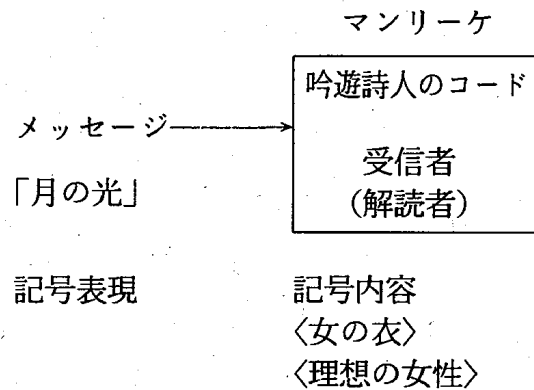 マンリーケ
吟遊詩人のコード
メッセージ
受信者
「月の光」
(解読者)
記号表現
記号内容
〈女の衣〉
〈理想の女性〉